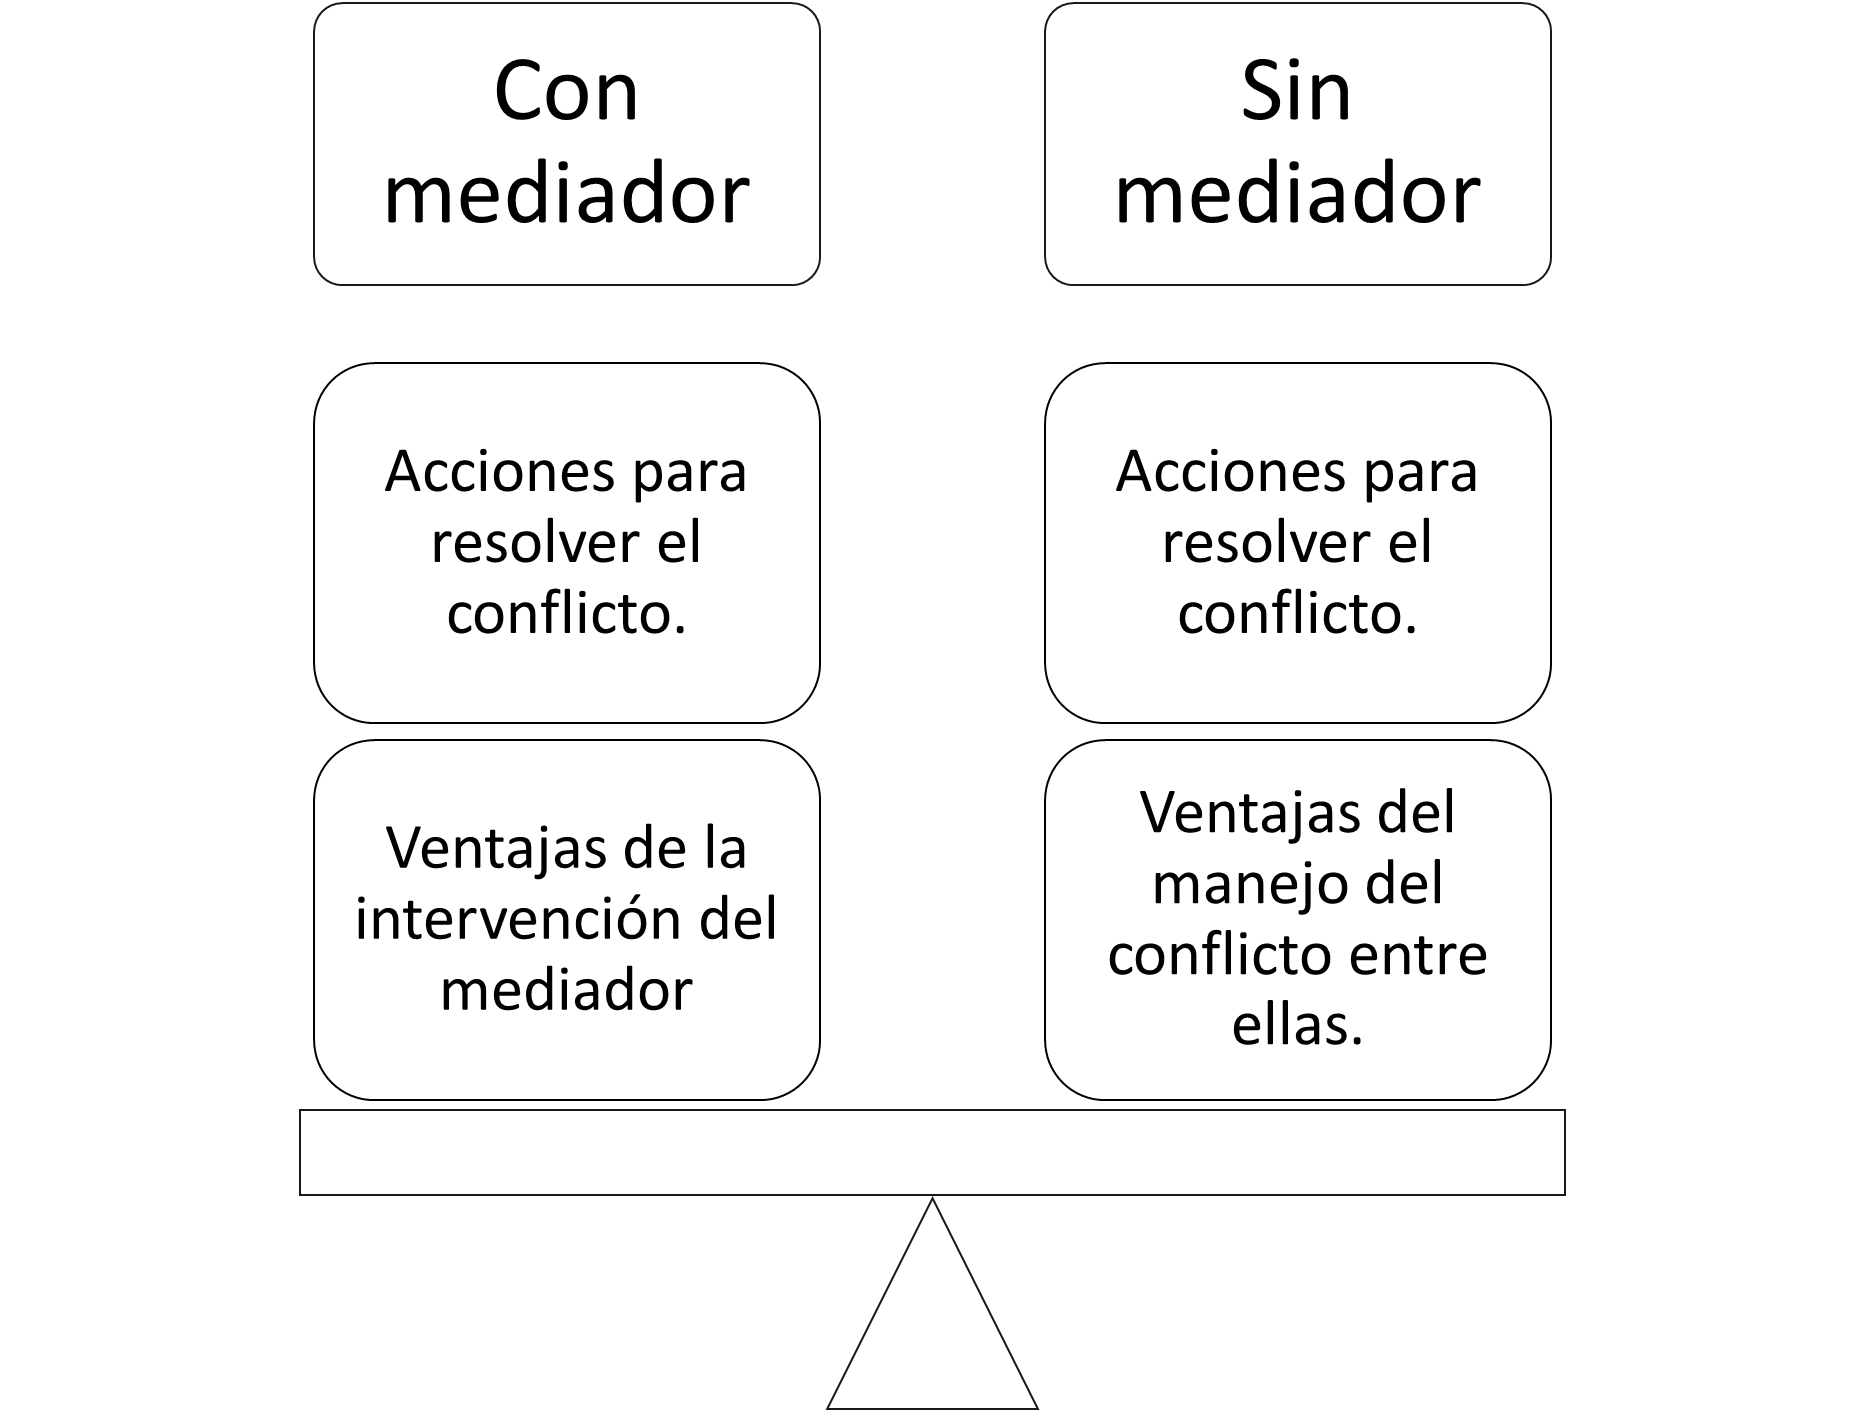 Con
mediador
Sin
mediador
Acciones para
resolver el
conflicto.
Acciones para
resolver el
conflicto.
Ventajas de la
intervención del
mediador
Ventajas del
manejo del
conflicto entre
ellas.